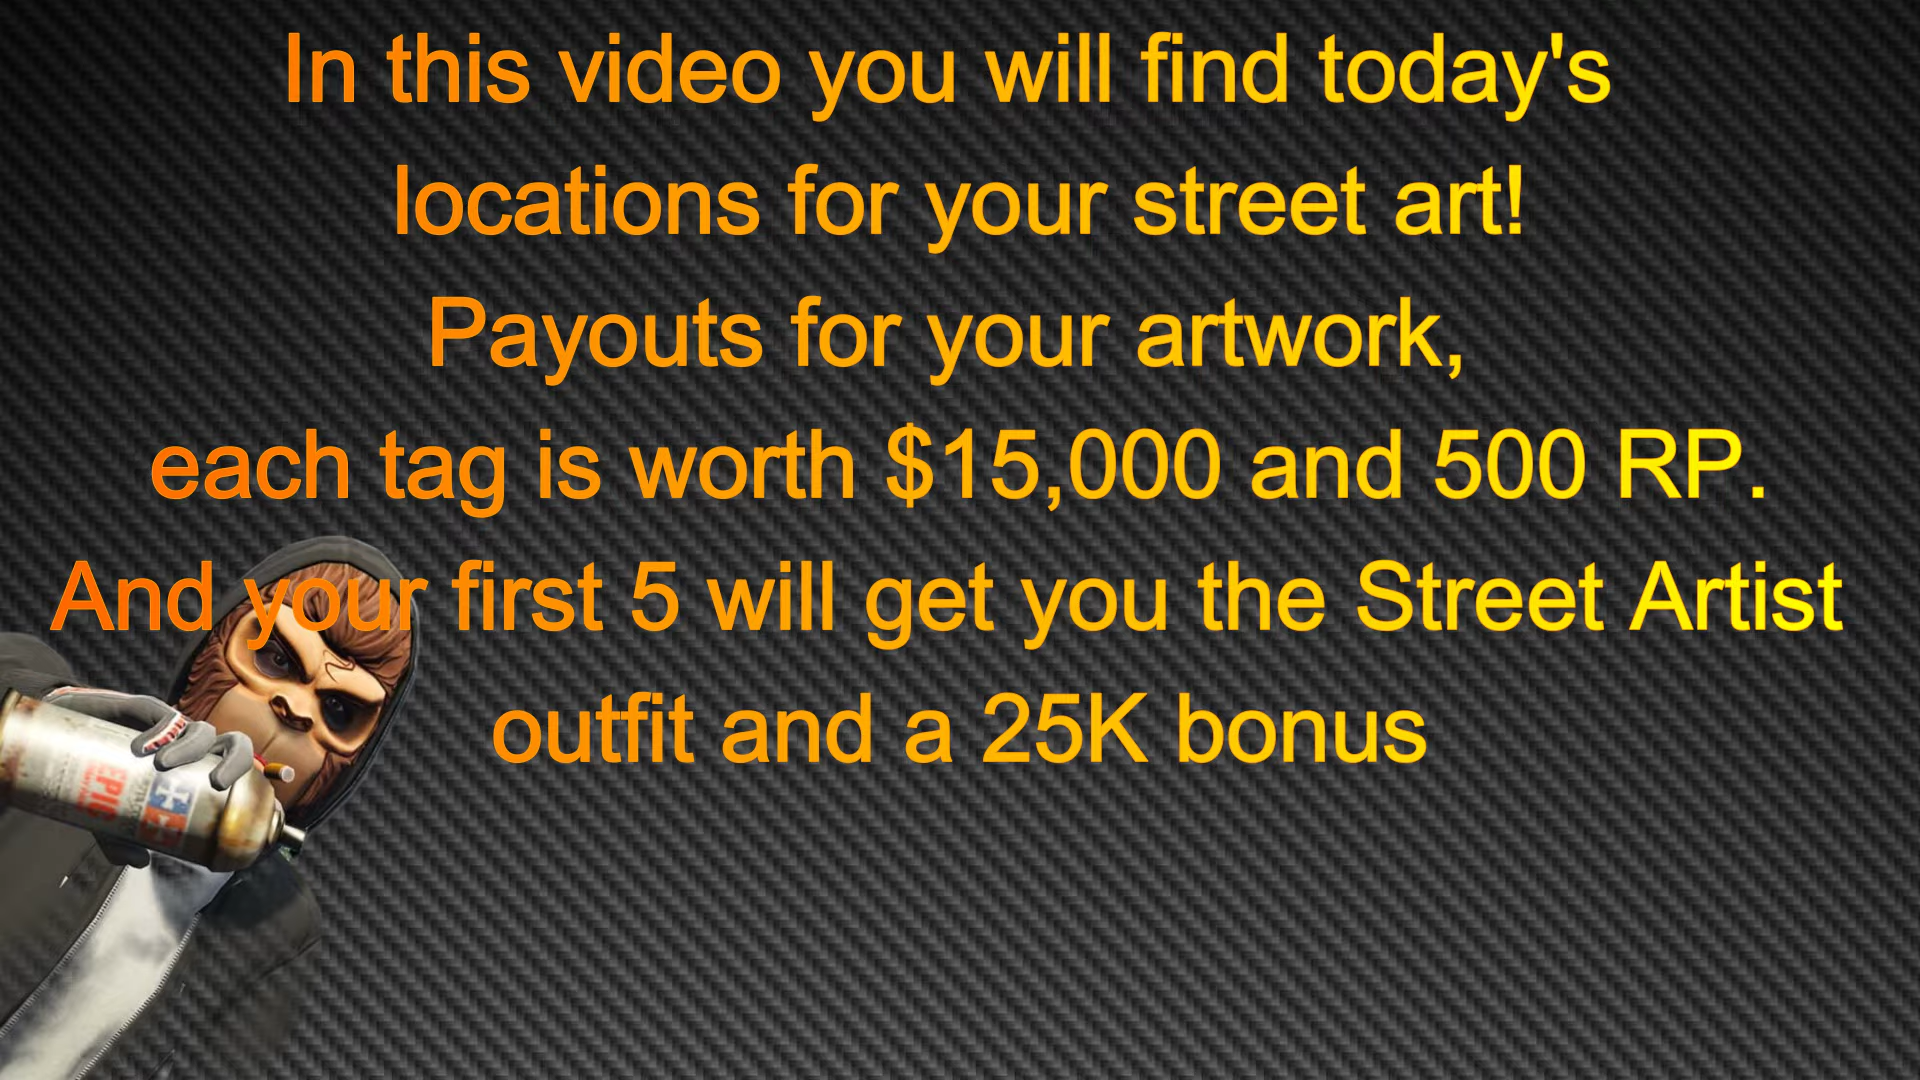 In this video you will find today's
locations for your street art!
Payouts for your artwork,
each tag is worth $15,000 and 500 RP.
And your first 5 will get you the Street Artist
outfit and a 25K bonus
EPIC